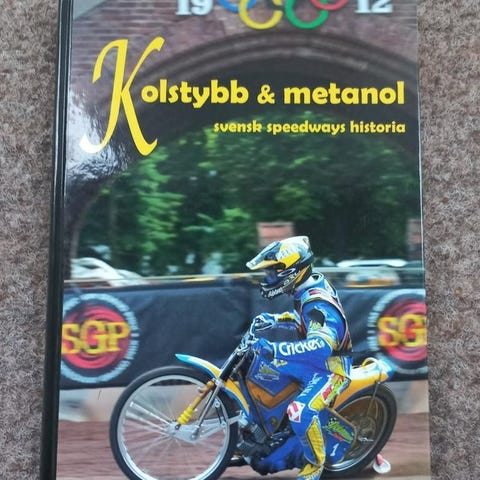 19 12
Kolstybb & metanol
svensk speedways historia
SGP
SGP
Cricket